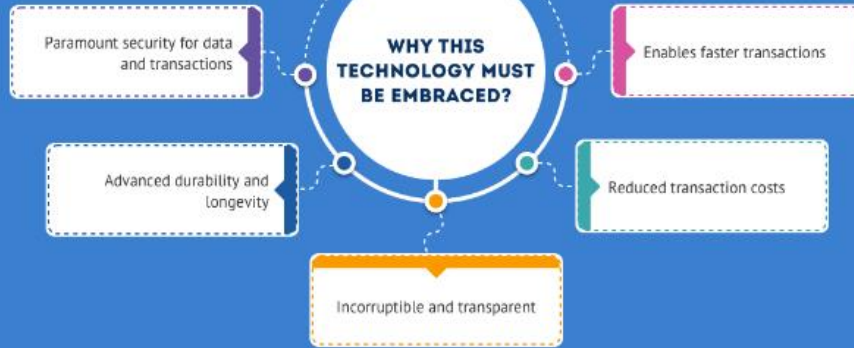 WHY THIS
TECHNOLOGY MUST
BE EMBRACED?
Paramount security for data
and transactions
Enables faster transactions
Advanced durability and
longevity
Reduced transaction costs
Incorruptible and transparent